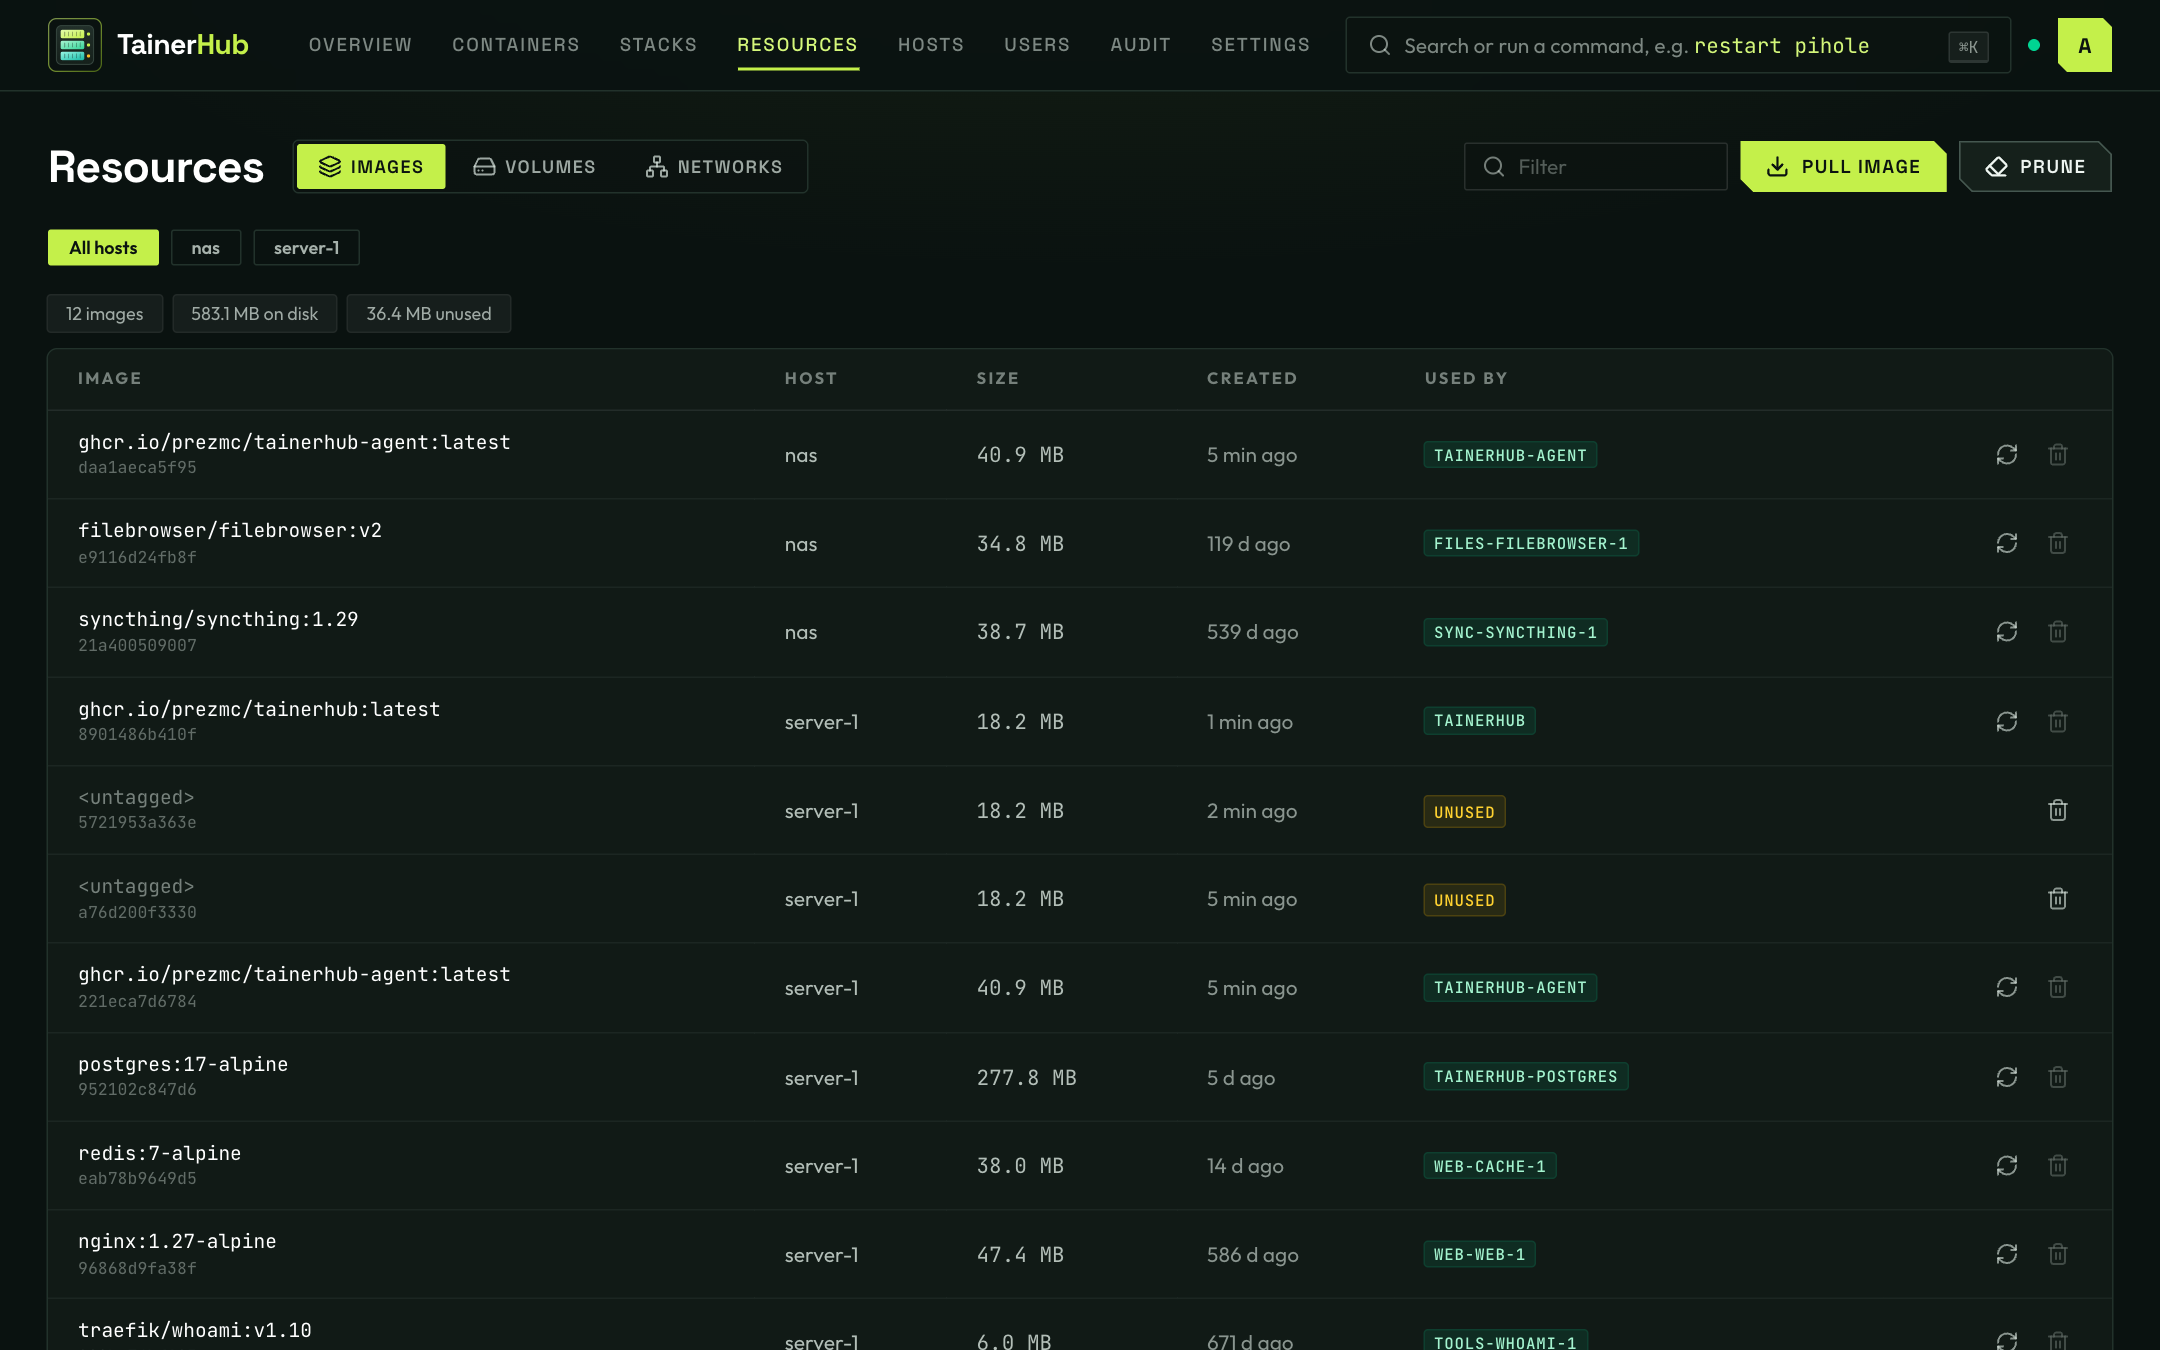 TainerHub OVERVIEW CONTAINERS STACKS RESOURCES HOSTS USERS AUDIT SETTINGS Search or run a command, e.g. restart pihole ⌘K A
Resources IMAGES VOLUMES NETWORKS Filter PULL IMAGE PRUNE
All hosts nas server-1
12 images 583.1 MB on disk 36.4 MB unused
IMAGE HOST SIZE CREATED USED BY
ghcr.io/prezmc/tainerhub-agent:latest
daa1aeca5f95
nas 40.9 MB 5 min ago TAINERHUB-AGENT
filebrowser/filebrowser:v2
e9116d24fb8f
nas 34.8 MB 119 d ago FILES-FILEBROWSER-1
syncthing/syncthing:1.29
21a400509007
nas 38.7 MB 539 d ago SYNC-SYNCTHING-1
ghcr.io/prezmc/tainerhub:latest
8901486b410f
server-1 18.2 MB 1 min ago TAINERHUB
<untagged>
5721953a363e
server-1 18.2 MB 2 min ago UNUSED
<untagged>
a76d200f3330
server-1 18.2 MB 5 min ago UNUSED
ghcr.io/prezmc/tainerhub-agent:latest
221eca7d6784
server-1 40.9 MB 5 min ago TAINERHUB-AGENT
postgres:17-alpine
952102c847d6
server-1 277.8 MB 5 d ago TAINERHUB-POSTGRES
redis:7-alpine
eab78b9649d5
server-1 38.0 MB 14 d ago WEB-CACHE-1
nginx:1.27-alpine
96868d9fa38f
server-1 47.4 MB 586 d ago WEB-WEB-1
traefik/whoami:v1.10
server-1 6.0 MB 671 d ago TOOLS-WHOAMI-1